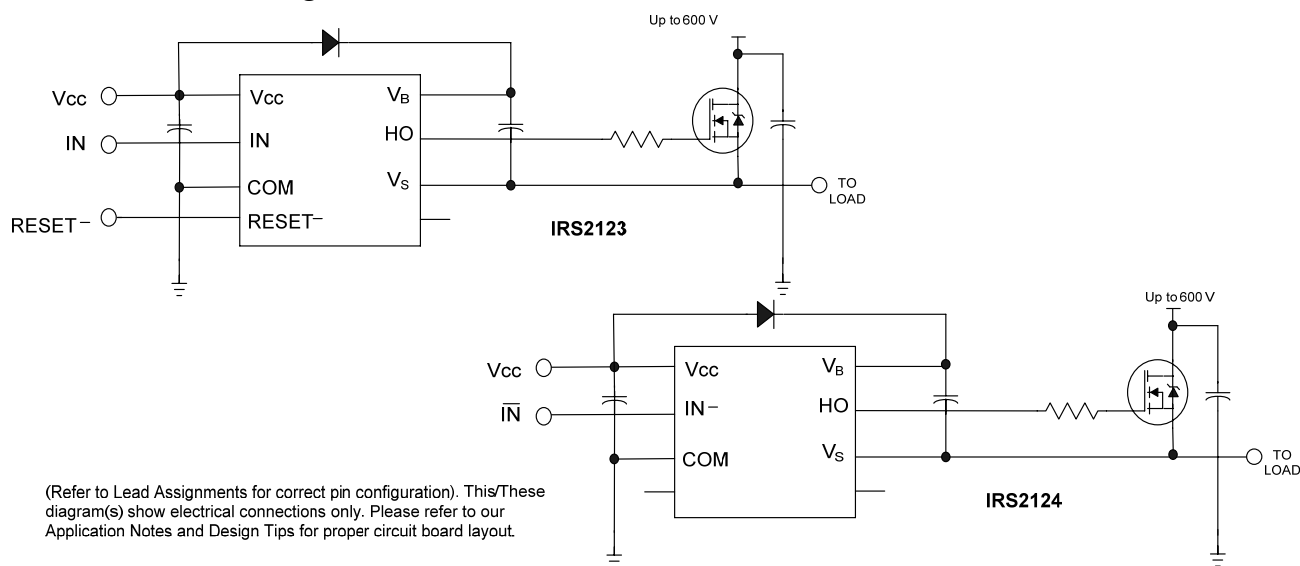 Up to 600 V
Vcc
Vcc
VB
IN
IN
HO
COM
VS
TO
LOAD
RESET–
RESET–
IRS2123
Up to 600 V
Vcc
Vcc
VB
IN
IN–
HO
COM
VS
TO
LOAD
IRS2124
(Refer to Lead Assignments for correct pin configuration). This/These
diagram(s) show electrical connections only. Please refer to our
Application Notes and Design Tips for proper circuit board layout.